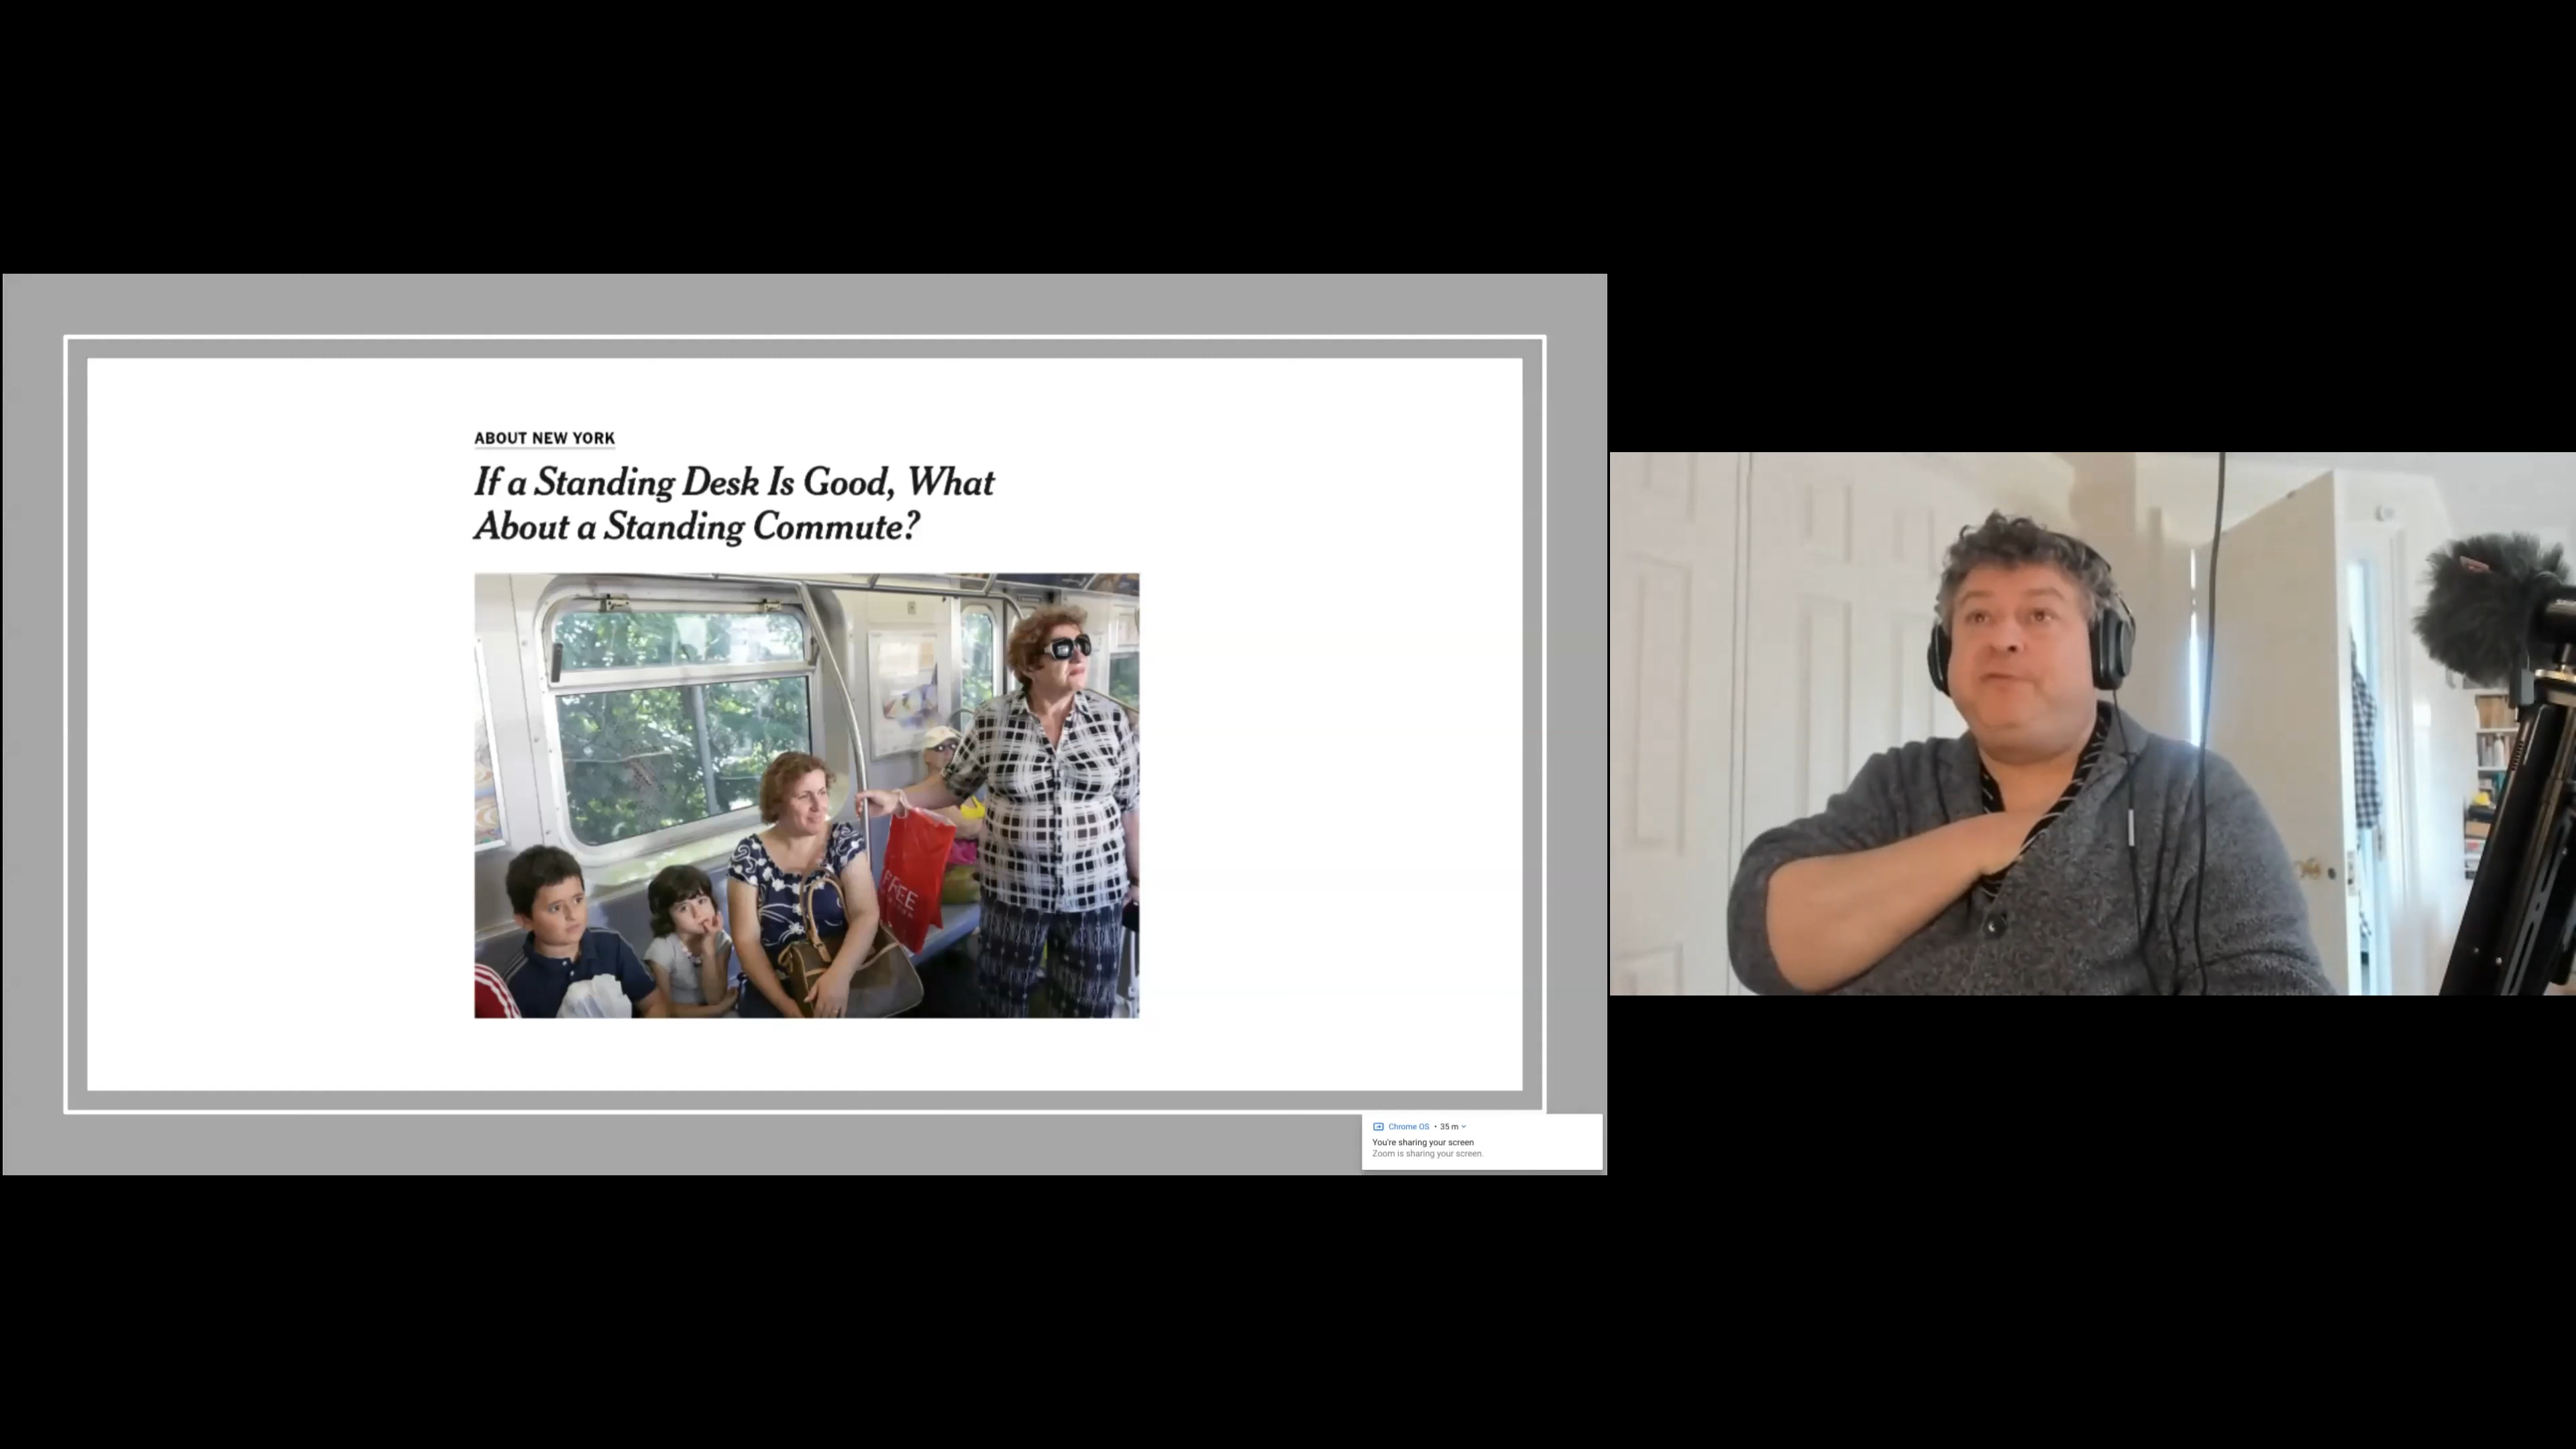 ABOUT NEW YORK
If a Standing Desk Is Good, What
About a Standing Commute?
FREE
Chrome OS • 35 m
You're sharing your screen
Zoom is sharing your screen.